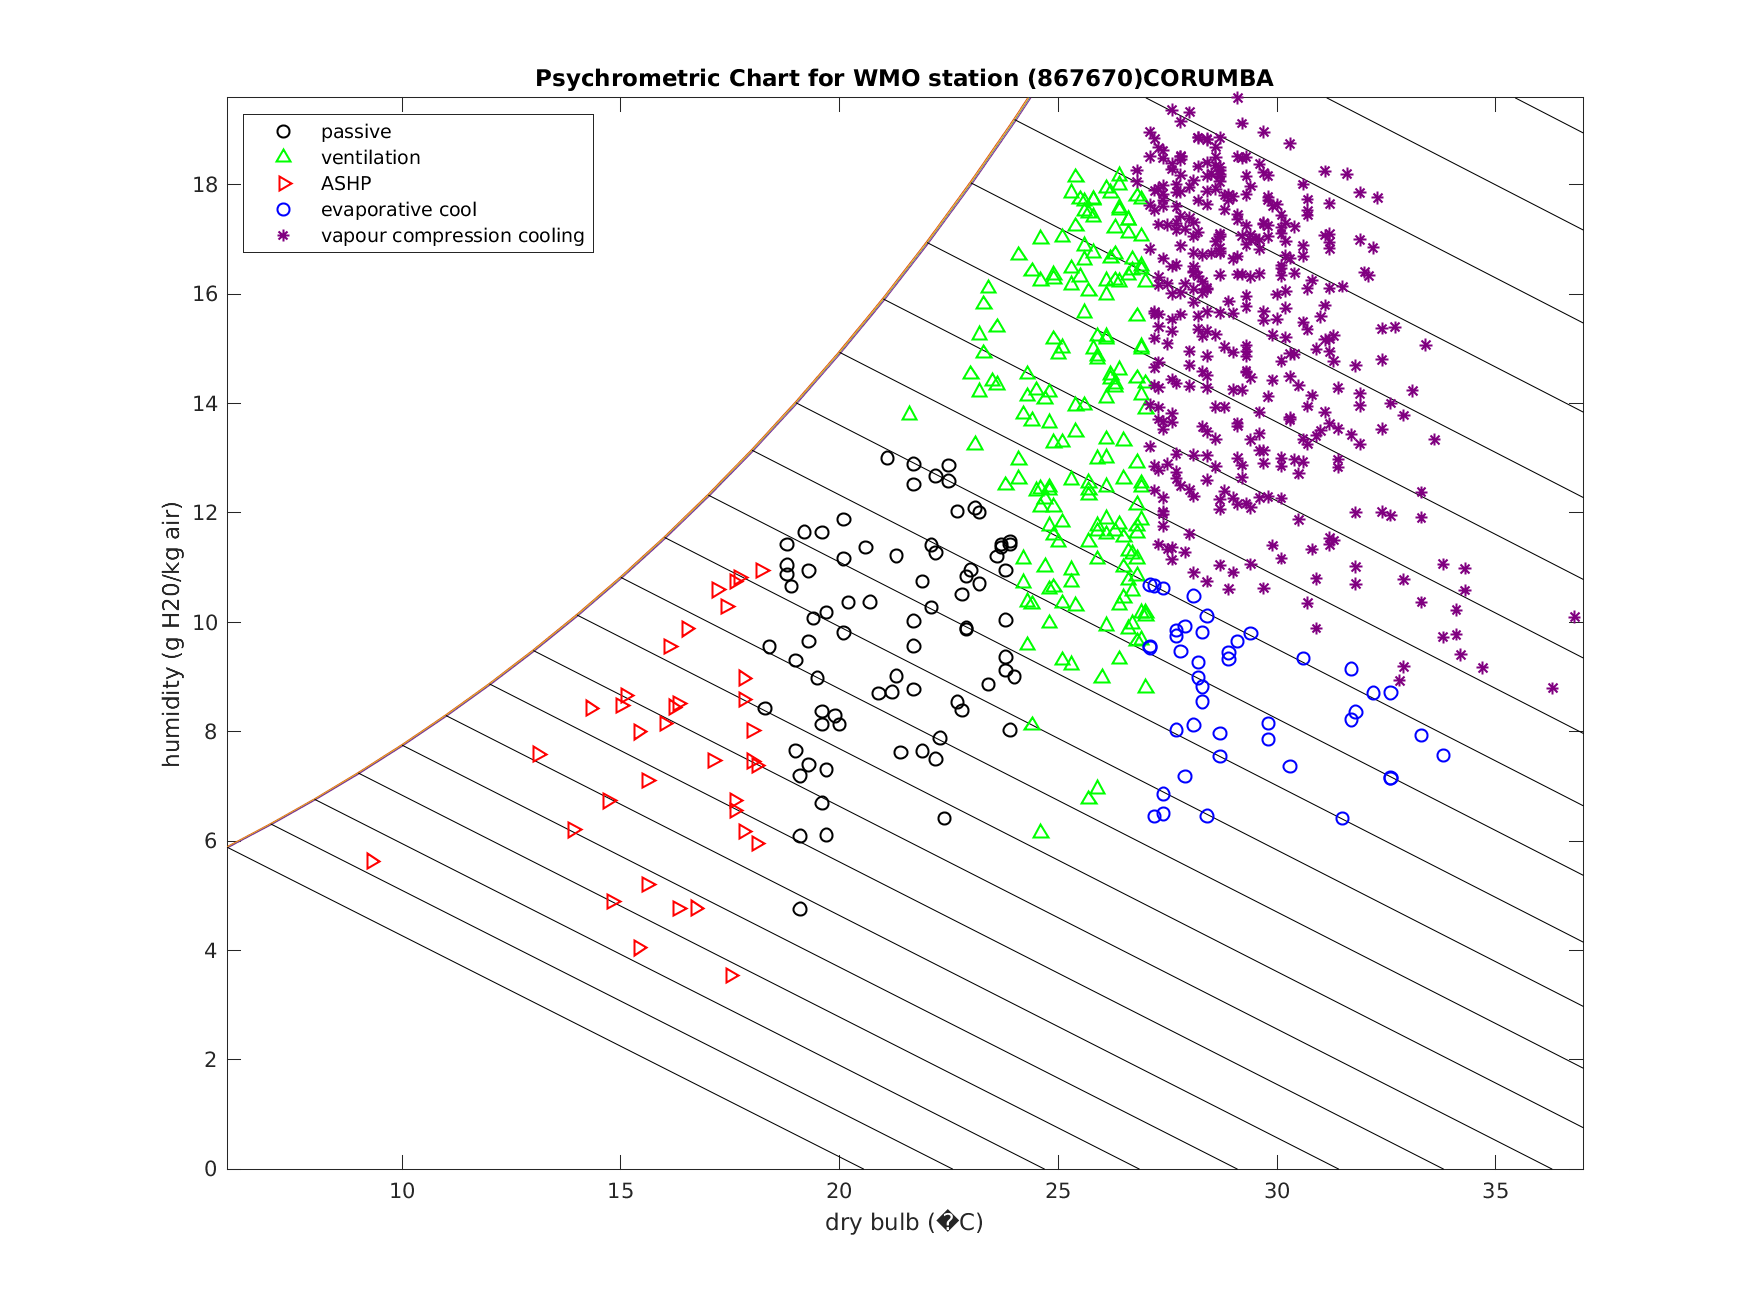 Psychrometric Chart for WMO station (867670)CORUMBA
passive
ventilation
ASHP
evaporative cool
vapour compression cooling
18
16
14
12
10
8
6
4
2
0
humidity (g H20/kg air)
10 15 20 25 30 35
dry bulb (�C)